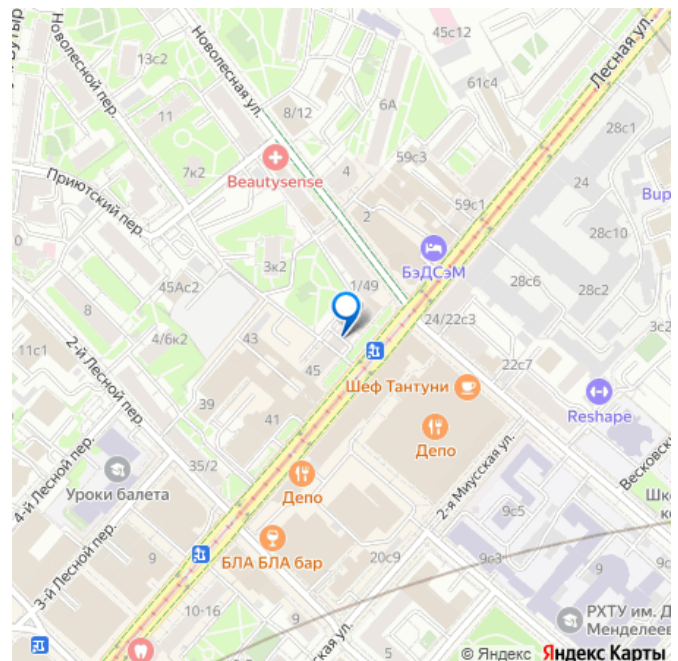 45с12
Лесная ул.
13с2
Новолесной пер.
Новолесная ул.
61с4
8/12
6А
28с1
11
59с3
7к2
Beautysense
4
24
Приютский пер.
2
59с1
28с10
БэДСэМ
3к2
1/49
28с6
28с2
45Ас2
8
4/6к2
43
24/22с3
11с1
45
22с7
2-й Лесной пер.
Шеф Тантуни
Reshape
39
41
Депо
35/2
2-я Миусская ул.
4-й Лесной пер.
Уроки балета
Депо
9с5
3-й Лесной пер.
9
БЛА БЛА бар
20с9
9с3
9
10-16
РХТУ им. Д
Менделеев
© Яндекс Яндекс Карты